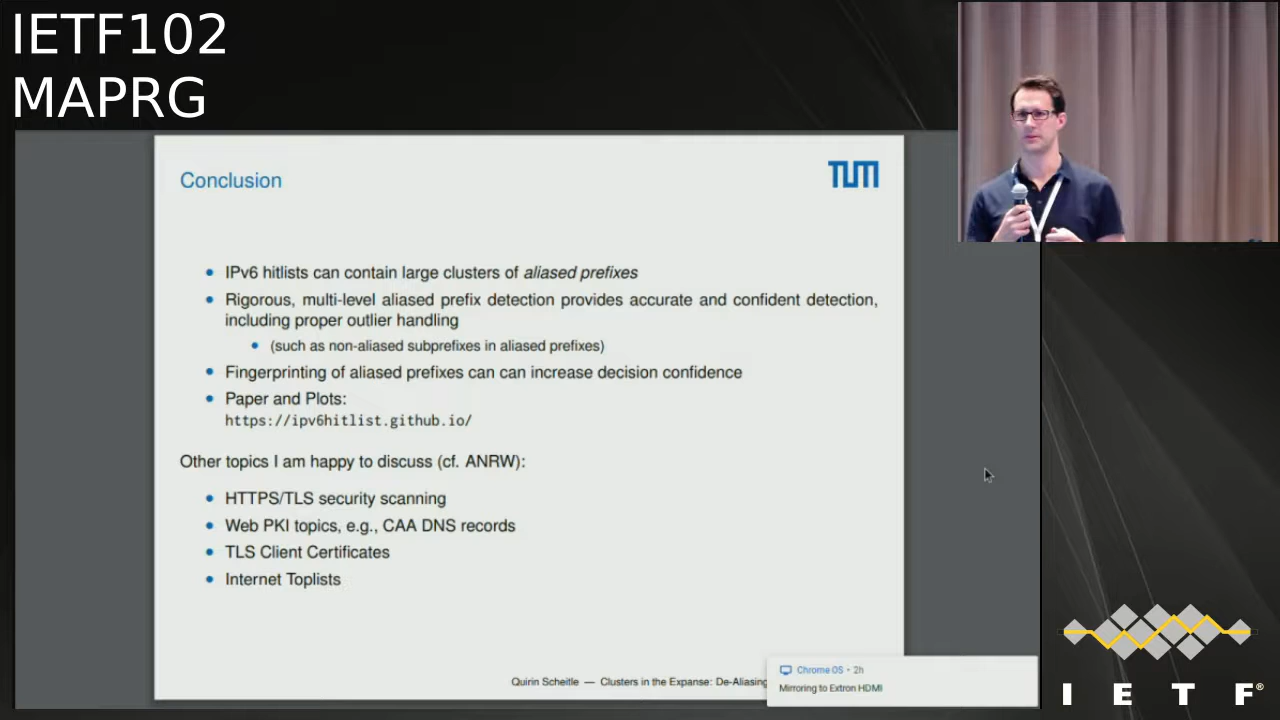 IETF102
MAPRG
Conclusion
TUM
IPv6 hitlists can contain large clusters of aliased prefixes
Rigorous, multi-level aliased prefix detection provides accurate and confident detection,
including proper outlier handling
(such as non-aliased subprefixes in aliased prefixes)
Fingerprinting of aliased prefixes can can increase decision confidence
Paper and Plots:
https://ipv6hitlist.github.io/
Other topics I am happy to discuss (cf. ANRW):
HTTPS/TLS security scanning
Web PKI topics, e.g., CAA DNS records
TLS Client Certificates
Internet Toplists
Quirin Scheitle — Clusters in the Expanse: De-Aliasing
Chrome OS • 2h
Mirroring to Extron HDMI
I E T F®